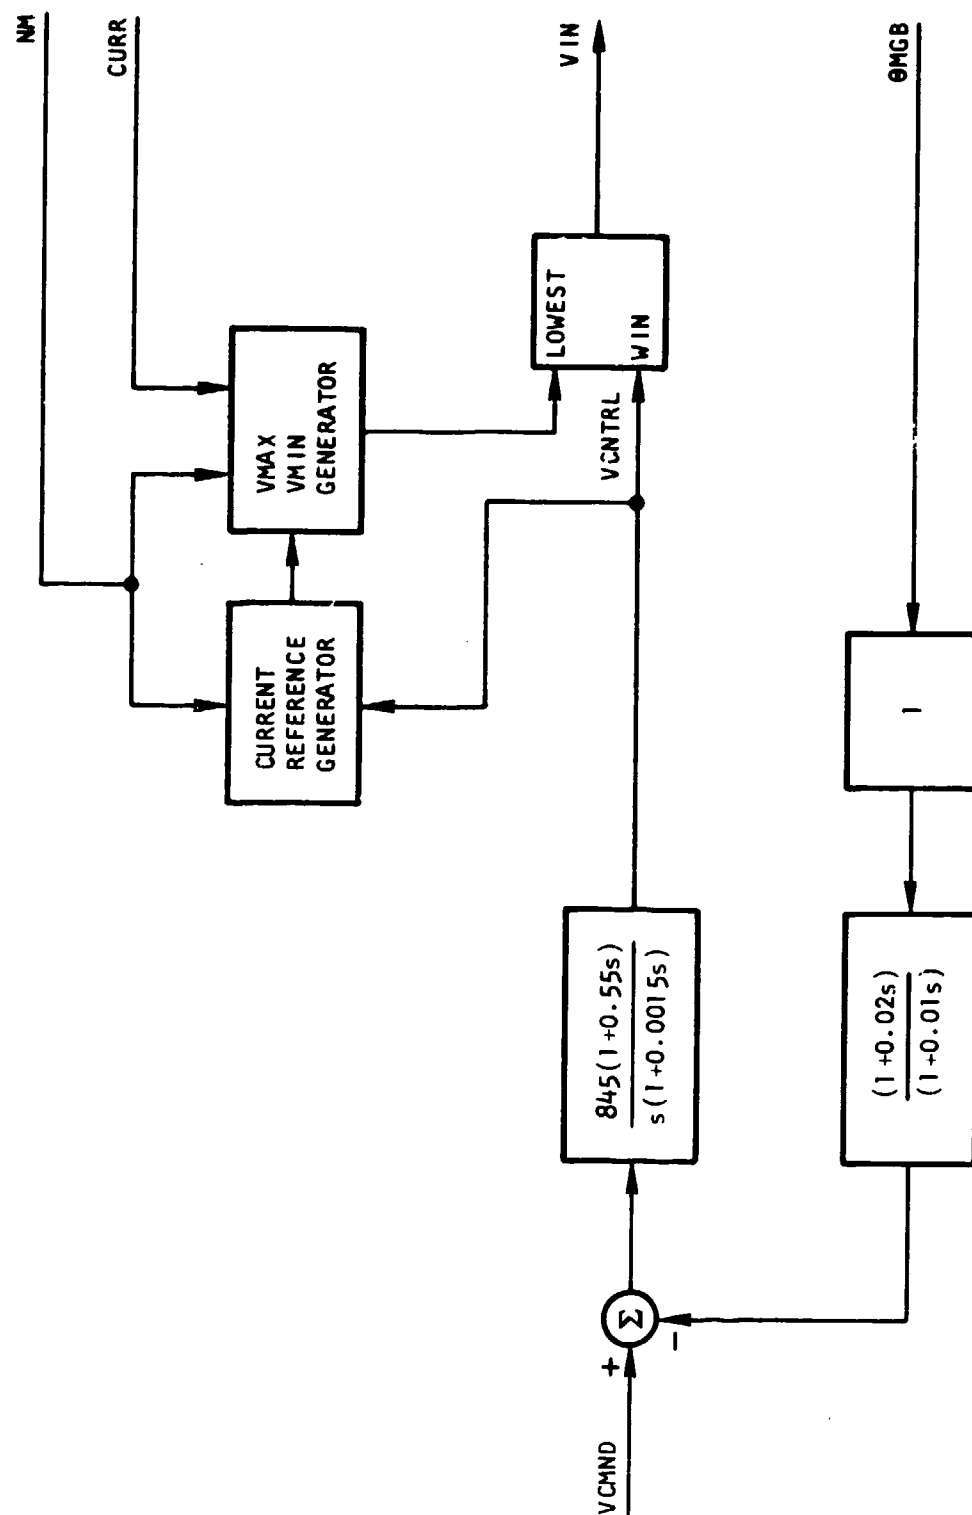 NM
CURR
VMAX
VMIN
GENERATOR
CURRENT
REFERENCE
GENERATOR
VIN
LOWEST
WIN
VCNTRL
845(1+0.55s)
s(1+0.0015s)
VCMND
+
Σ
-
ΘMGB
1
(1+0.02s)
(1+0.01s)